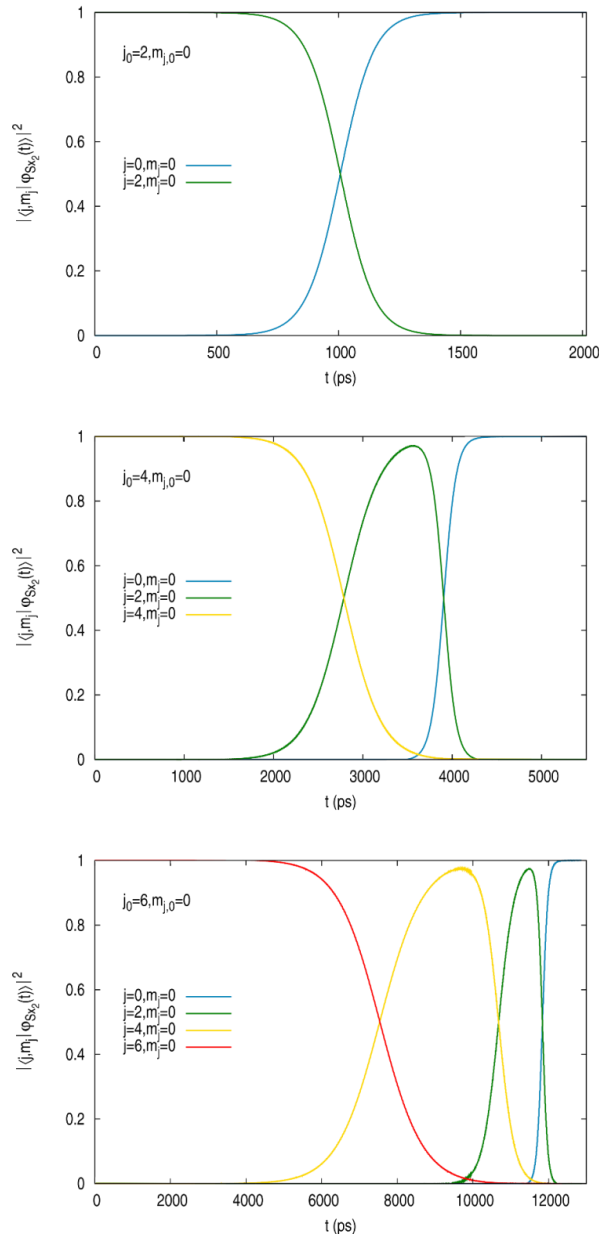 1
0.8
0.6
0.4
0.2
0
j0=2,mj,0=0
j=0,mj=0
j=2,mj=0
|⟨j,mj|φSx2(t)⟩|²
0 500 1000 1500 2000
t (ps)
1
0.8
0.6
0.4
0.2
0
j0=4,mj,0=0
j=0,mj=0
j=2,mj=0
j=4,mj=0
|⟨j,mj|φSx2(t)⟩|²
0 1000 2000 3000 4000 5000
t (ps)
1
0.8
0.6
0.4
0.2
0
j0=6,mj,0=0
j=0,mj=0
j=2,mj=0
j=4,mj=0
j=6,mj=0
|⟨j,mj|φSx2(t)⟩|²
0 2000 4000 6000 8000 10000 12000
t (ps)